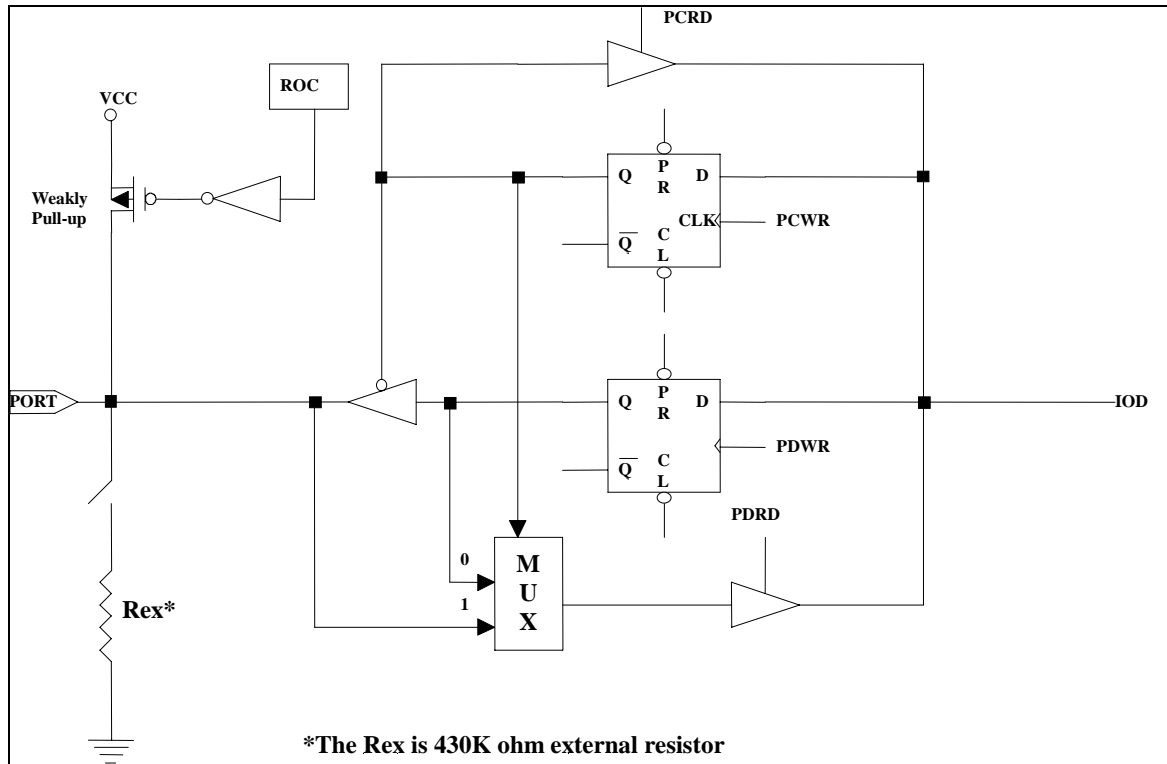 PCRD
ROC
VCC
Weakly
Pull-up
Q
P
R
D
CLK
PCWR
Q
C
L
PORT
Q
P
R
D
IOD
PDWR
Q
C
L
PDRD
0
1
M
U
X
Rex*
*The Rex is 430K ohm external resistor